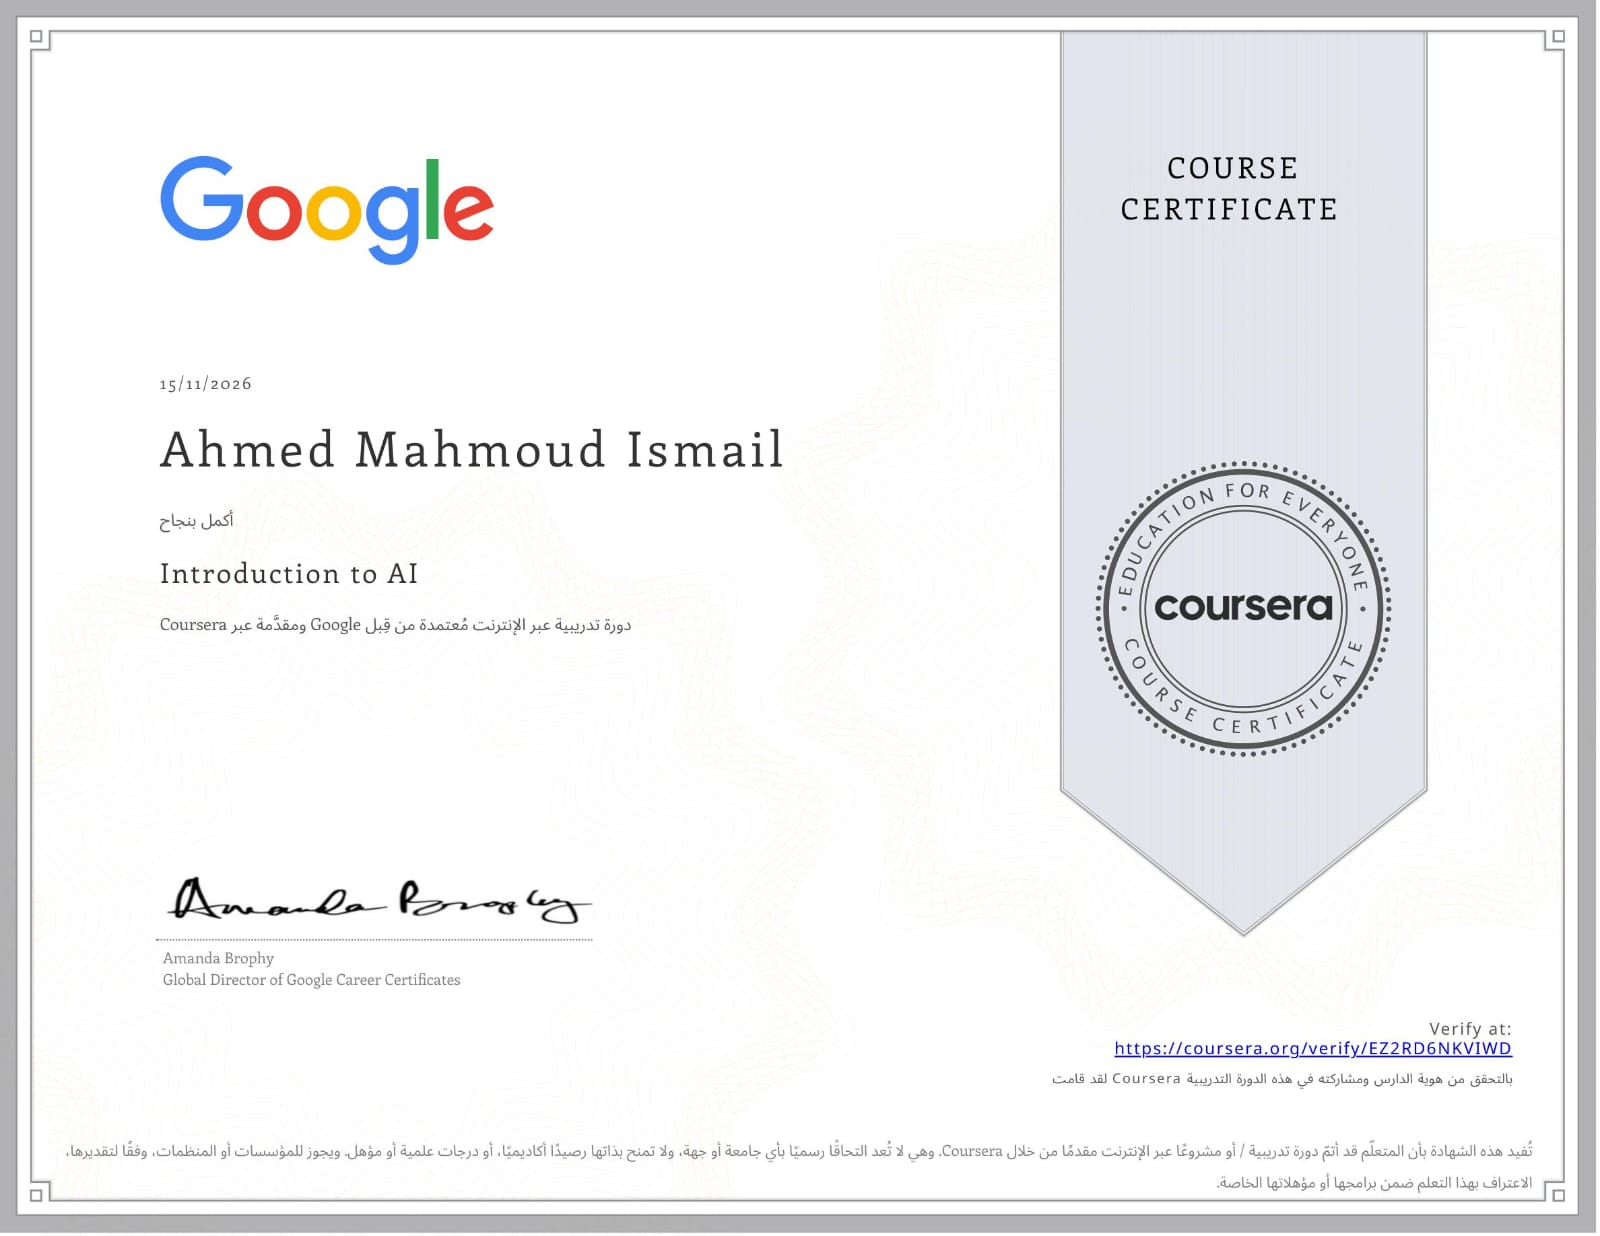 Google
COURSE
CERTIFICATE
15/11/2026
Ahmed Mahmoud Ismail
أكمل بنجاح
Introduction to AI
دورة تدريبية عبر الإنترنت مُعتمدة من قِبل Google ومقدَّمة عبر Coursera
EDUCATION FOR EVERYONE
coursera
COURSE CERTIFICATE
Amanda Brophy
Amanda Brophy
Global Director of Google Career Certificates
Verify at:
https://coursera.org/verify/EZ2RD6NKVIWD
بالتحقق من هوية الدارس ومشاركته في هذه الدورة التدريبية Coursera لقد قامت
تُفيد هذه الشهادة بأن المتعلّم قد أتمّ دورة تدريبية / أو مشروعًا عبر الإنترنت مقدمًا من خلال Coursera. وهي لا تُعد التحاقًا رسميًا بأي جامعة أو جهة، ولا تمنح بذاتها رصيدًا أكاديميًا، أو درجات علمية أو مؤهل. ويجوز للمؤسسات أو المنظمات، وفقًا لتقديرها،
الاعتراف بهذا التعلم ضمن برامجها أو مؤهلاتها الخاصة.